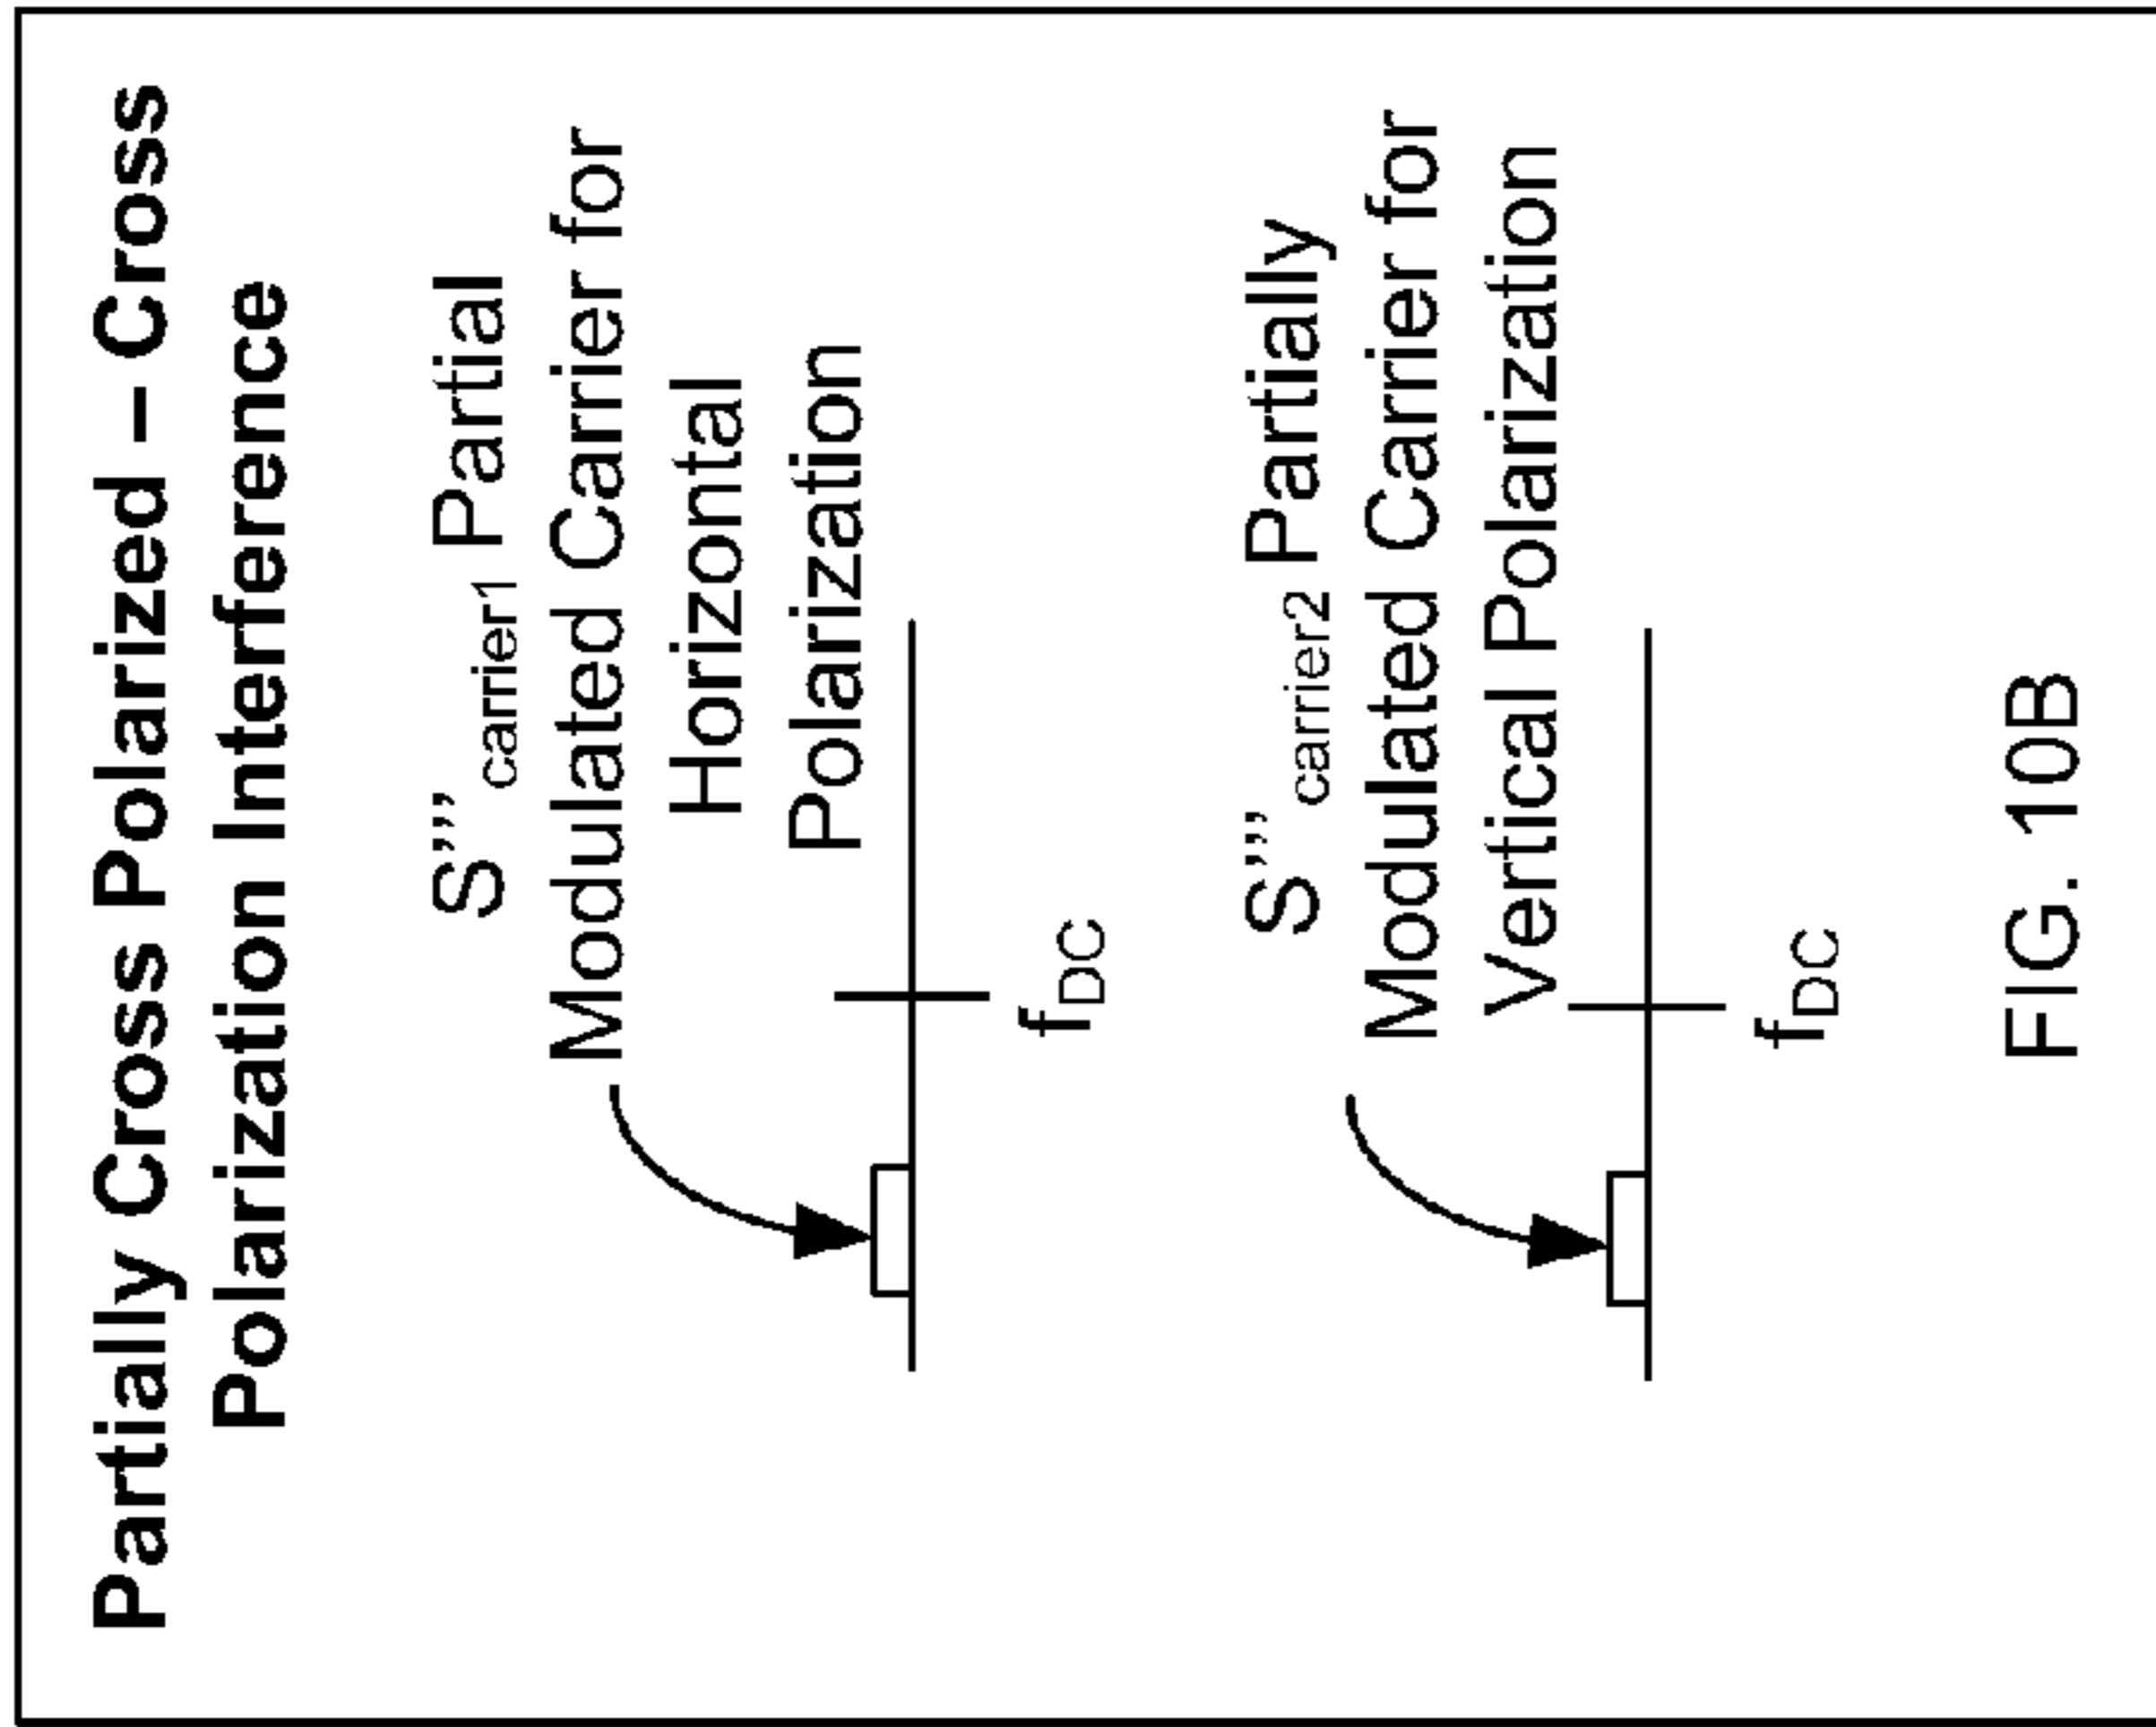 Partially Cross Polarized – Cross
Polarization Interference
S”’carrier1 Partial
Modulated Carrier for
Horizontal
Polarization
fDC
S”’carrier2 Partially
Modulated Carrier for
Vertical Polarization
fDC
FIG. 10B